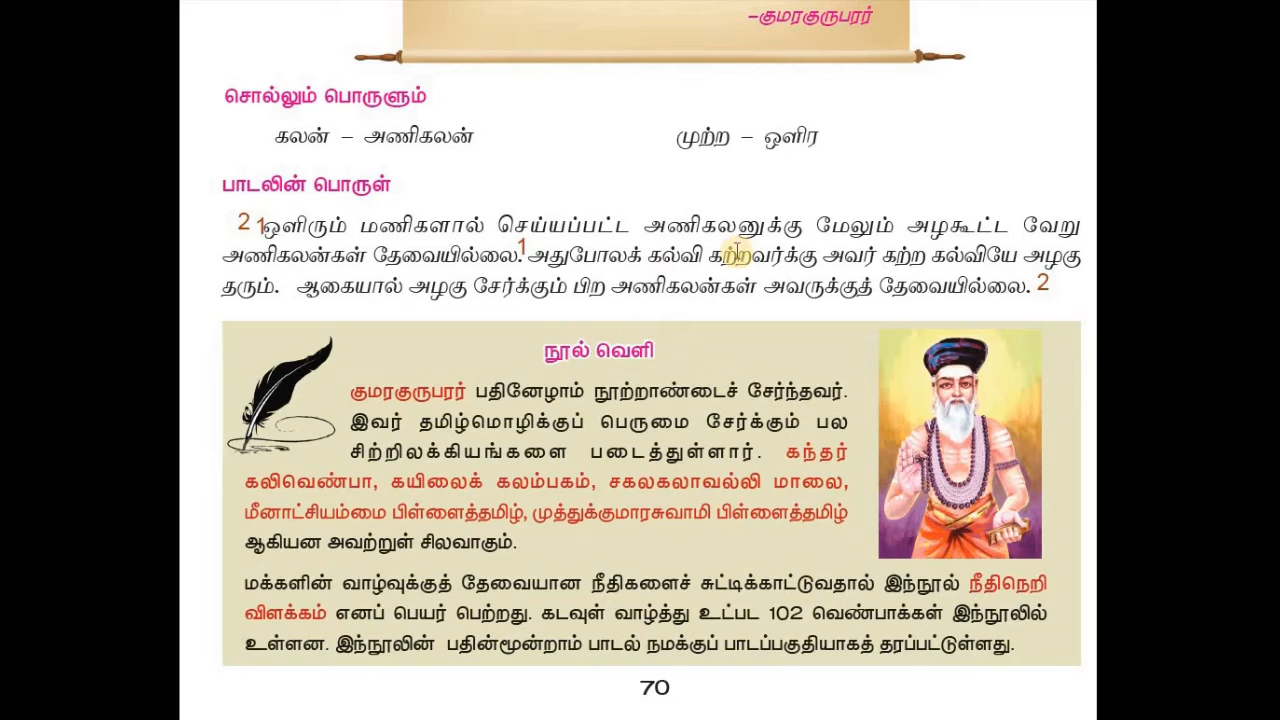 –குமரகுருபரர்
சொல்லும் பொருளும்
கலன் – அணிகலன் முற்ற – ஒளிர
பாடலின் பொருள்
2 1ஒளிரும் மணிகளால் செய்யப்பட்ட அணிகலனுக்கு மேலும் அழகூட்ட வேறு
அணிகலன்கள் தேவையில்லை.1 அதுபோலக் கல்வி கற்றவர்க்கு அவர் கற்ற கல்வியே அழகு
தரும். ஆகையால் அழகு சேர்க்கும் பிற அணிகலன்கள் அவருக்குத் தேவையில்லை. 2
நூல் வெளி
குமரகுருபரர் பதினேழாம் நூற்றாண்டைச் சேர்ந்தவர்.
இவர் தமிழ்மொழிக்குப் பெருமை சேர்க்கும் பல
சிற்றிலக்கியங்களை படைத்துள்ளார். கந்தர்
கலிவெண்பா, கயிலைக் கலம்பகம், சகலகலாவல்லி மாலை,
மீனாட்சியம்மை பிள்ளைத்தமிழ், முத்துக்குமாரசுவாமி பிள்ளைத்தமிழ்
ஆகியன அவற்றுள் சிலவாகும்.
மக்களின் வாழ்வுக்குத் தேவையான நீதிகளைச் சுட்டிக்காட்டுவதால் இந்நூல் நீதிநெறி
விளக்கம் எனப் பெயர் பெற்றது. கடவுள் வாழ்த்து உட்பட 102 வெண்பாக்கள் இந்நூலில்
உள்ளன. இந்நூலின் பதின்மூன்றாம் பாடல் நமக்குப் பாடப்பகுதியாகத் தரப்பட்டுள்ளது.
70